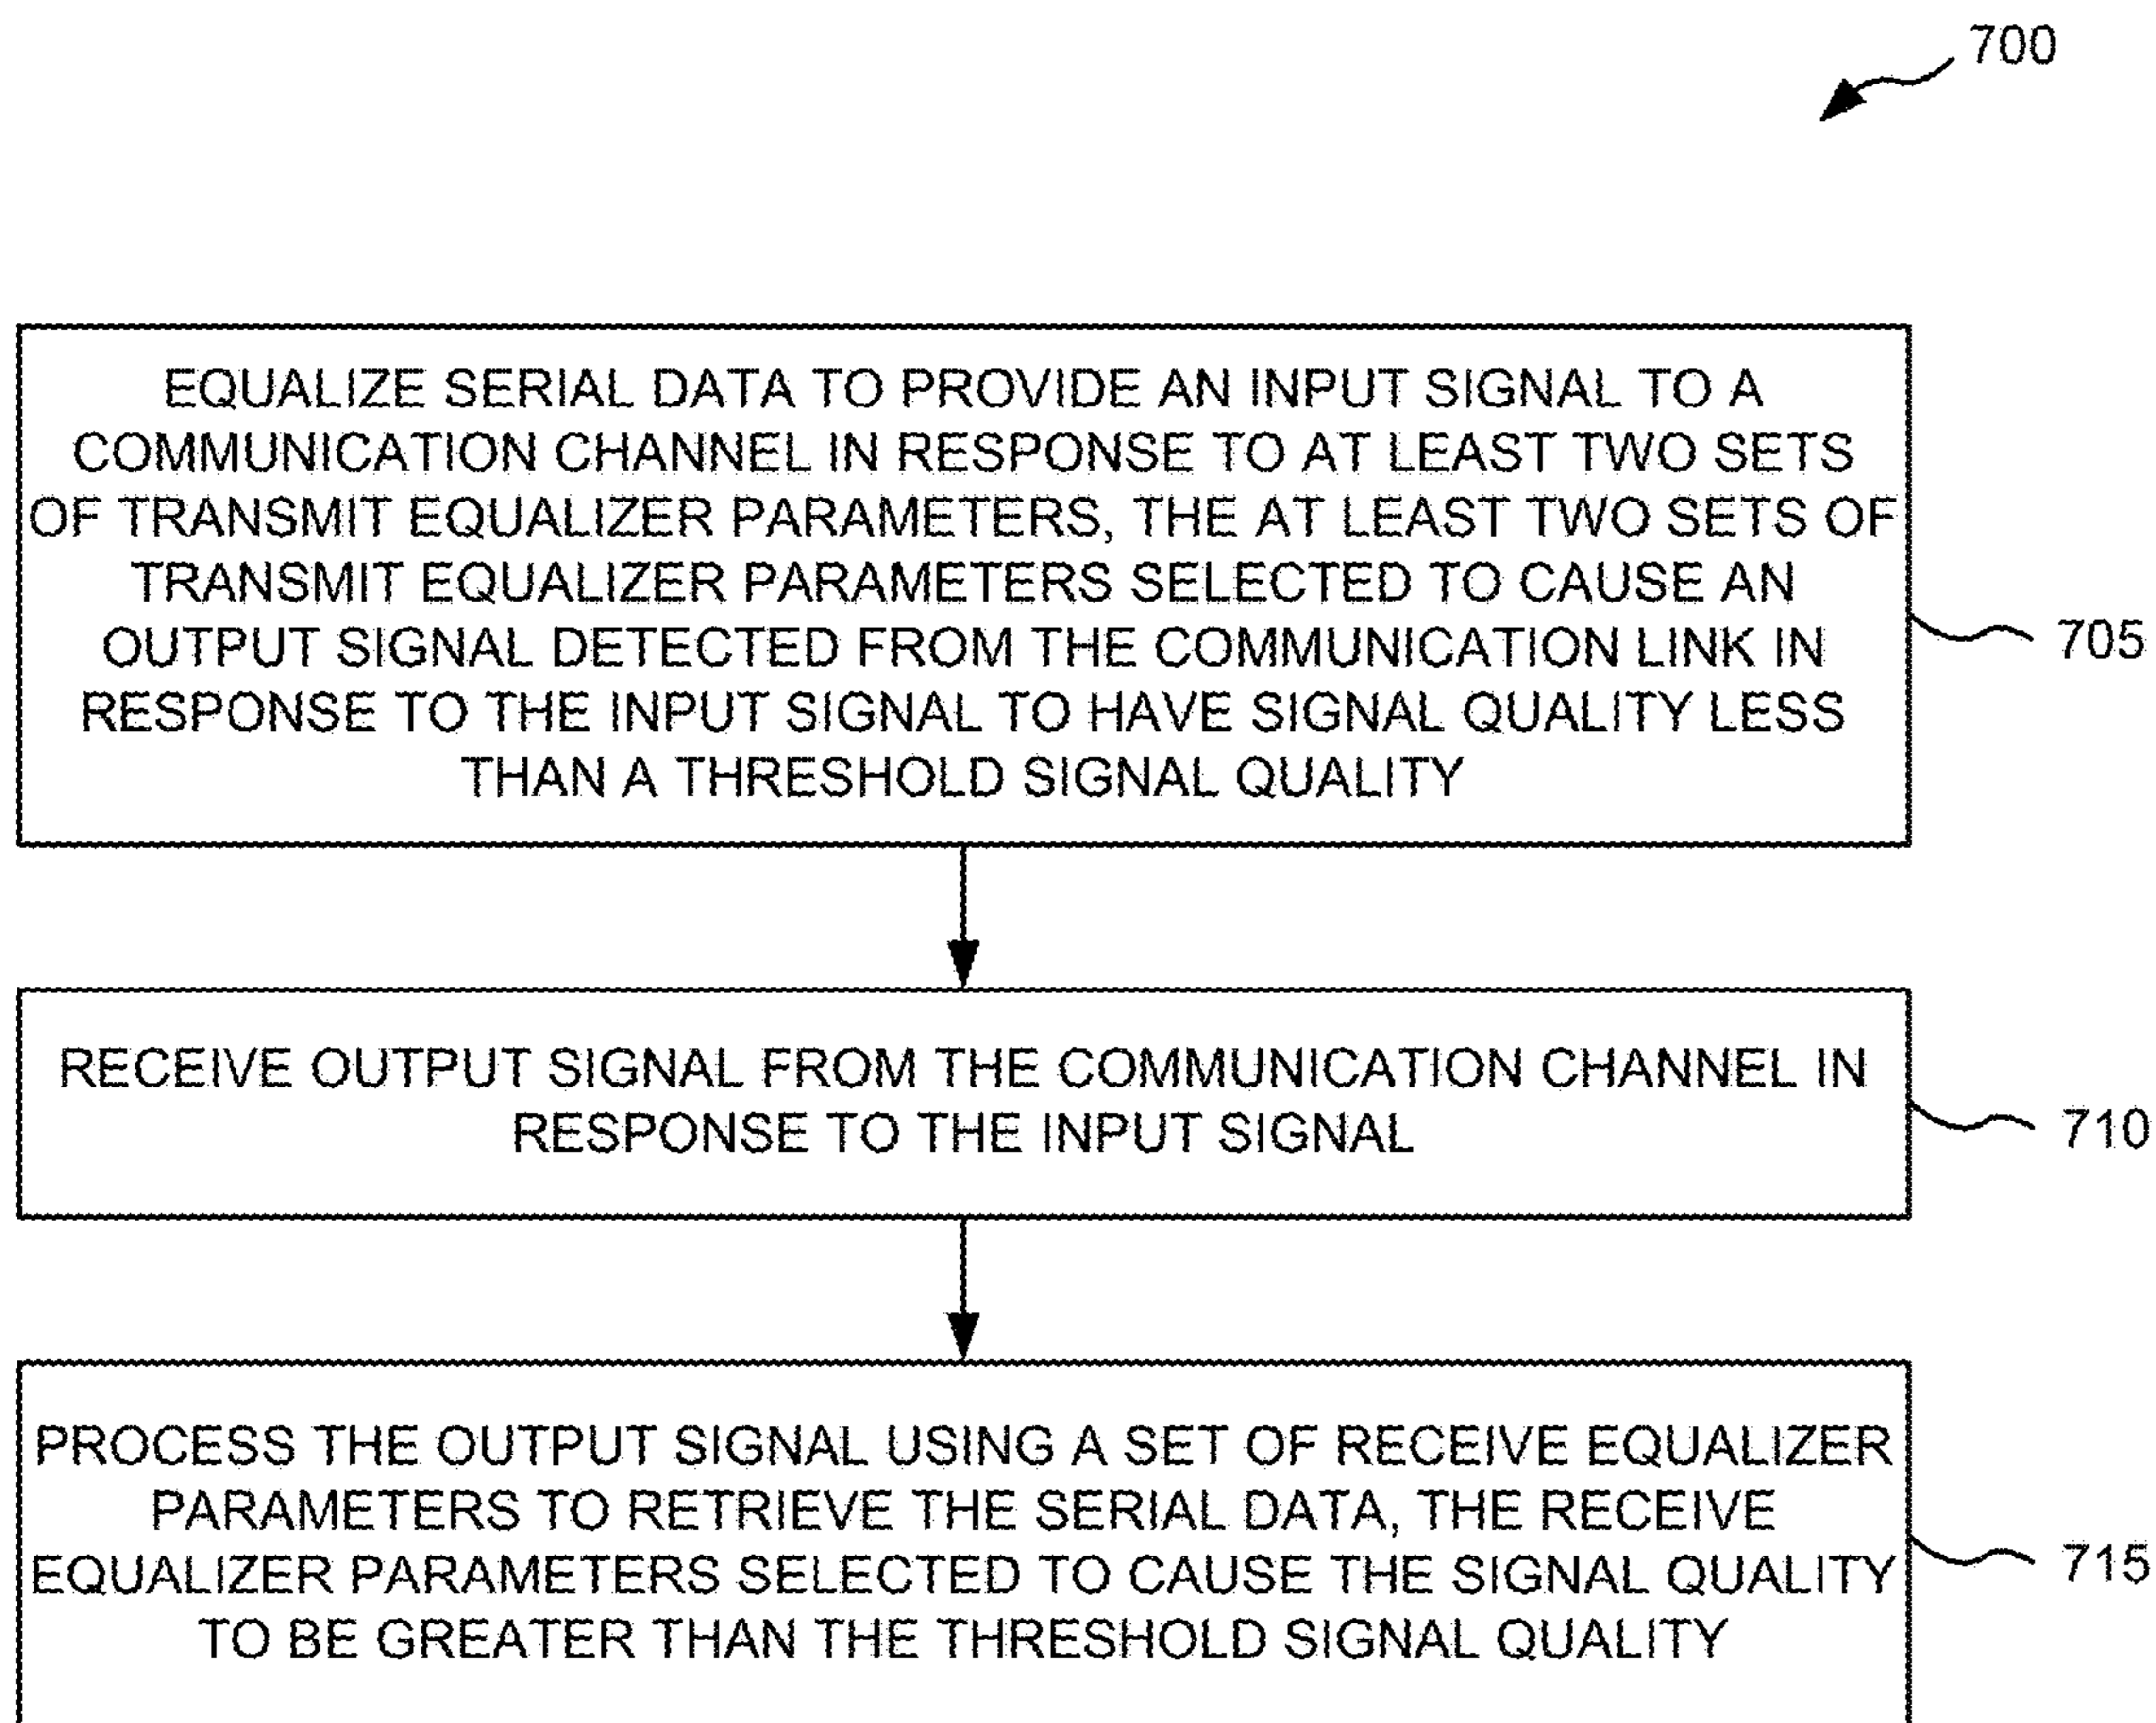 700
EQUALIZE SERIAL DATA TO PROVIDE AN INPUT SIGNAL TO A
COMMUNICATION CHANNEL IN RESPONSE TO AT LEAST TWO SETS
OF TRANSMIT EQUALIZER PARAMETERS, THE AT LEAST TWO SETS OF
TRANSMIT EQUALIZER PARAMETERS SELECTED TO CAUSE AN
OUTPUT SIGNAL DETECTED FROM THE COMMUNICATION LINK IN
RESPONSE TO THE INPUT SIGNAL TO HAVE SIGNAL QUALITY LESS
THAN A THRESHOLD SIGNAL QUALITY
705
RECEIVE OUTPUT SIGNAL FROM THE COMMUNICATION CHANNEL IN
RESPONSE TO THE INPUT SIGNAL
710
PROCESS THE OUTPUT SIGNAL USING A SET OF RECEIVE EQUALIZER
PARAMETERS TO RETRIEVE THE SERIAL DATA, THE RECEIVE
EQUALIZER PARAMETERS SELECTED TO CAUSE THE SIGNAL QUALITY
TO BE GREATER THAN THE THRESHOLD SIGNAL QUALITY
715